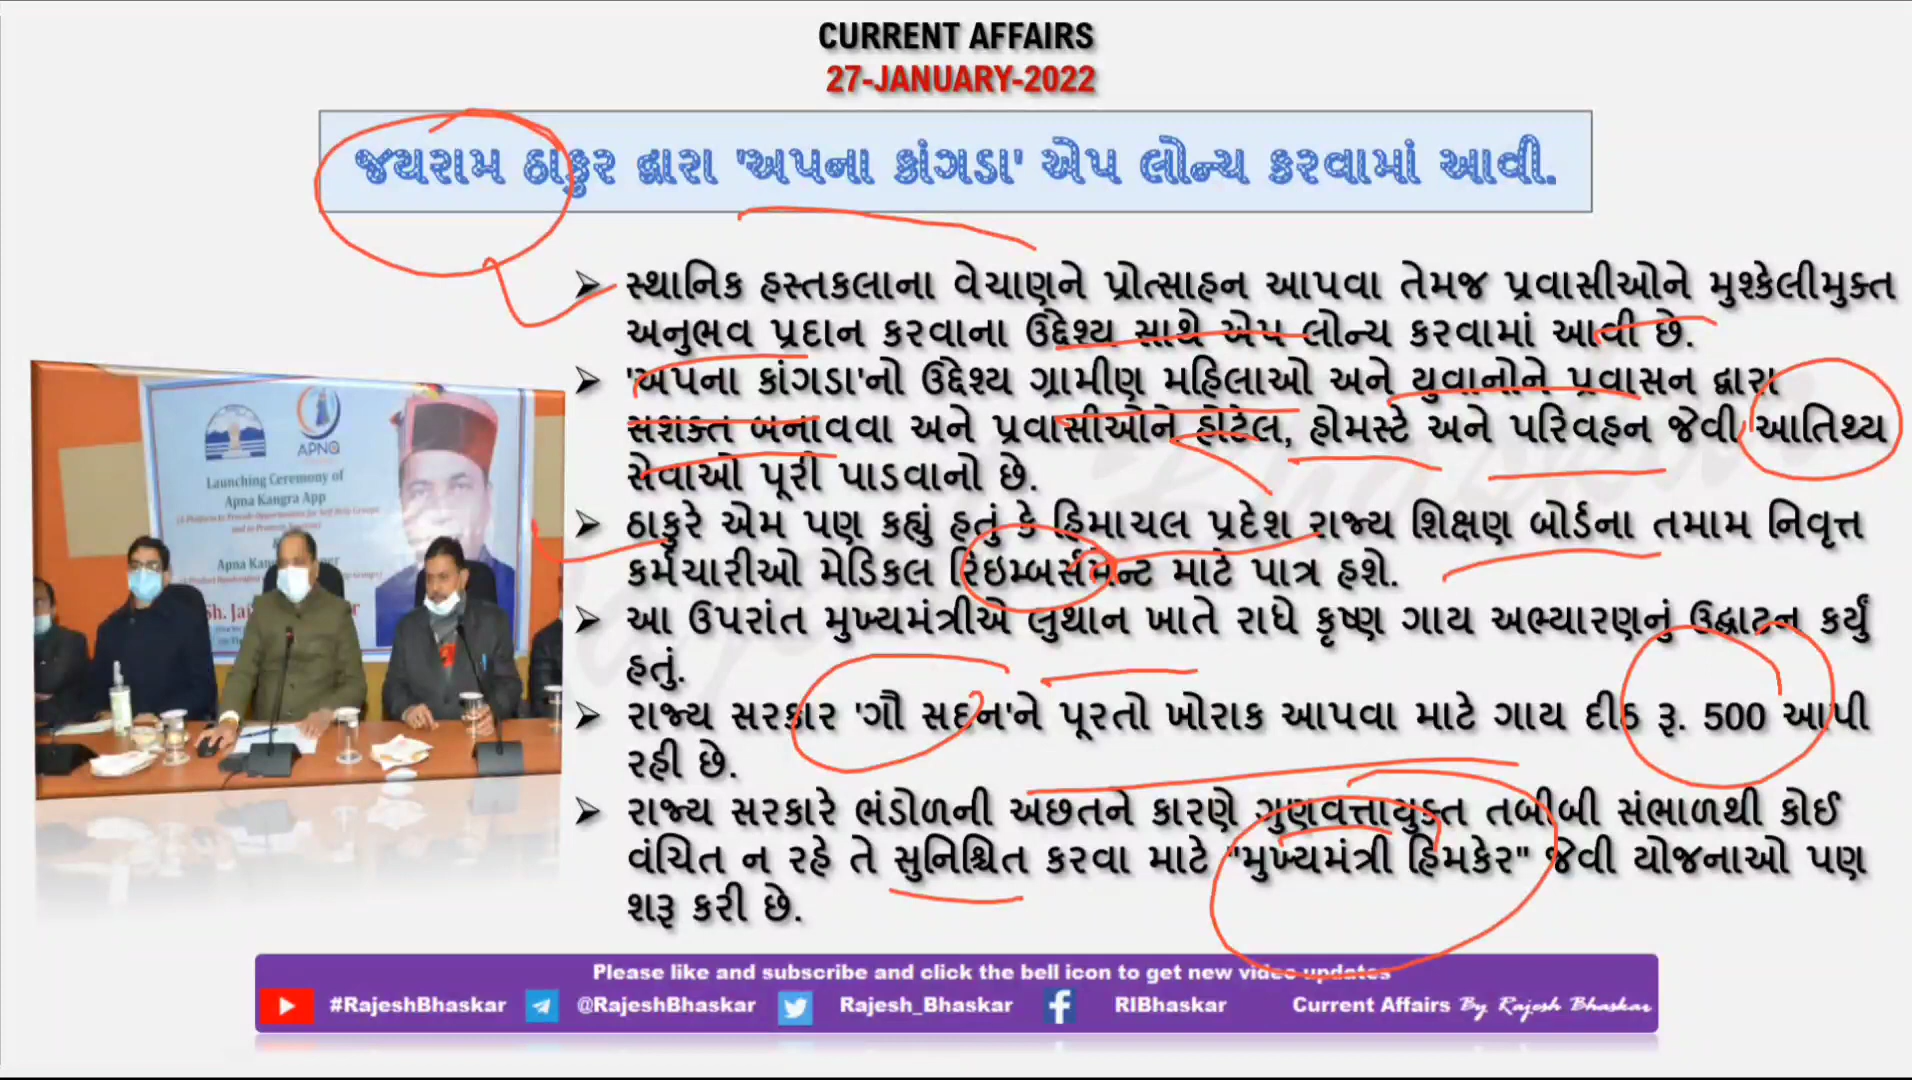 CURRENT AFFAIRS
27-JANUARY-2022
જયરામ ઠાકુર દ્વારા 'અપના કાંગડા' એપ લોન્ચ કરવામાં આવી.
➢ સ્થાનિક હસ્તકલાના વેચાણને પ્રોત્સાહન આપવા તેમજ પ્રવાસીઓને મુશ્કેલીમુક્ત
અનુભવ પ્રદાન કરવાના ઉદ્દેશ્ય સાથે એપ લોન્ચ કરવામાં આવી છે.
➢ 'અપના કાંગડા'નો ઉદ્દેશ્ય ગ્રામીણ મહિલાઓ અને યુવાનોને પ્રવાસન દ્વારા
સશક્ત બનાવવા અને પ્રવાસીઓને હોટેલ, હોમસ્ટે અને પરિવહન જેવી આતિથ્ય
સેવાઓ પૂરી પાડવાનો છે.
➢ ઠાકુરે એમ પણ કહ્યું હતું કે હિમાચલ પ્રદેશ રાજ્ય શિક્ષણ બોર્ડના તમામ નિવૃત્ત
કર્મચારીઓ મેડિકલ રિઇમ્બર્સમેન્ટ માટે પાત્ર હશે.
➢ આ ઉપરાંત મુખ્યમંત્રીએ લુથાન ખાતે રાધે કૃષ્ણ ગાય અભ્યારણનું ઉદ્ઘાટન કર્યું
હતું.
➢ રાજ્ય સરકાર 'ગૌ સદન'ને પૂરતો ખોરાક આપવા માટે ગાય દીઠ રૂ. 500 આપી
રહી છે.
➢ રાજ્ય સરકારે ભંડોળની અછતને કારણે ગુણવત્તાયુક્ત તબીબી સંભાળથી કોઈ
વંચિત ન રહે તે સુનિશ્ચિત કરવા માટે "મુખ્યમંત્રી હિમકેર" જેવી યોજનાઓ પણ
શરૂ કરી છે.
APNA
Launching Ceremony of
Apna Kangra App
Please like and subscribe and click the bell icon to get new video updates
#RajeshBhaskar @RajeshBhaskar Rajesh_Bhaskar RIBhaskar Current Affairs By Rajesh Bhaskar